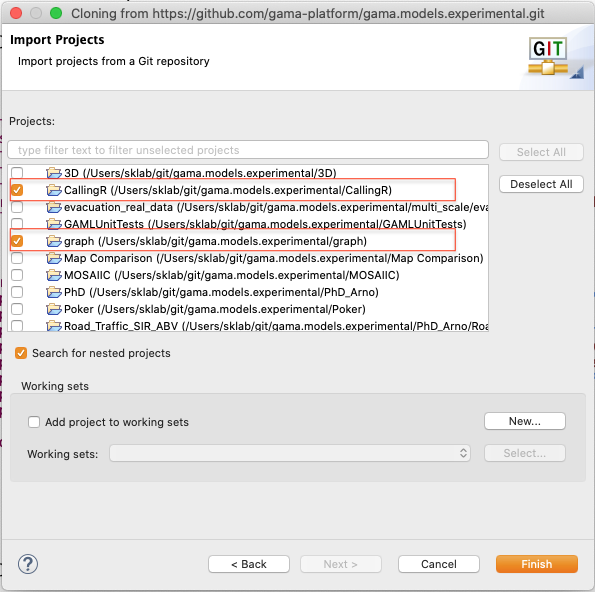 Cloning from https://github.com/gama-platform/gama.models.experimental.git
Import Projects
Import projects from a Git repository
GIT
Projects:
type filter text to filter unselected projects
Select All
3D (/Users/sklab/git/gama.models.experimental/3D)
CallingR (/Users/sklab/git/gama.models.experimental/CallingR)
Deselect All
evacuation_real_data (/Users/sklab/git/gama.models.experimental/multi_scale/eva
GAMLUnitTests (/Users/sklab/git/gama.models.experimental/GAMLUnitTests)
graph (/Users/sklab/git/gama.models.experimental/graph)
Map Comparison (/Users/sklab/git/gama.models.experimental/Map Comparison)
MOSAIIC (/Users/sklab/git/gama.models.experimental/MOSAIIC)
PhD (/Users/sklab/git/gama.models.experimental/PhD_Arno)
Poker (/Users/sklab/git/gama.models.experimental/Poker)
Road_Traffic_SIR_ABV (/Users/sklab/git/gama.models.experimental/PhD_Arno/Roa
Search for nested projects
Working sets
Add project to working sets
New...
Working sets:
Select...
?
< Back
Next >
Cancel
Finish